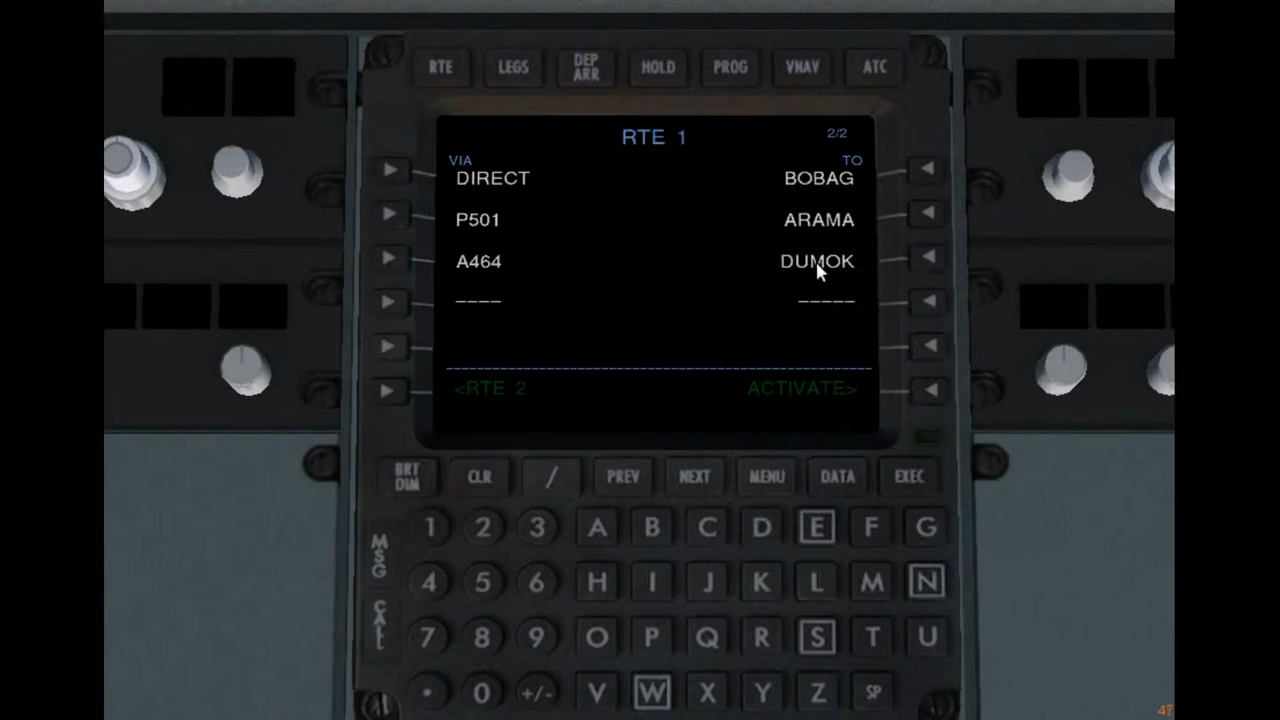 RTE LEGS DEP ARR HOLD PROG VNAV ATC
RTE 1 2/2
VIA TO
DIRECT BOBAG
P501 ARAMA
A464 DUMOK
---- -----
<RTE 2 ACTIVATE>
BRT DIM CLR / PREV NEXT MENU DATA EXEC
1 2 3 A B C D E F G
MSG
4 5 6 H I J K L M N
7 8 9 O P Q R S T U
. 0 +/- V W X Y Z SP
47